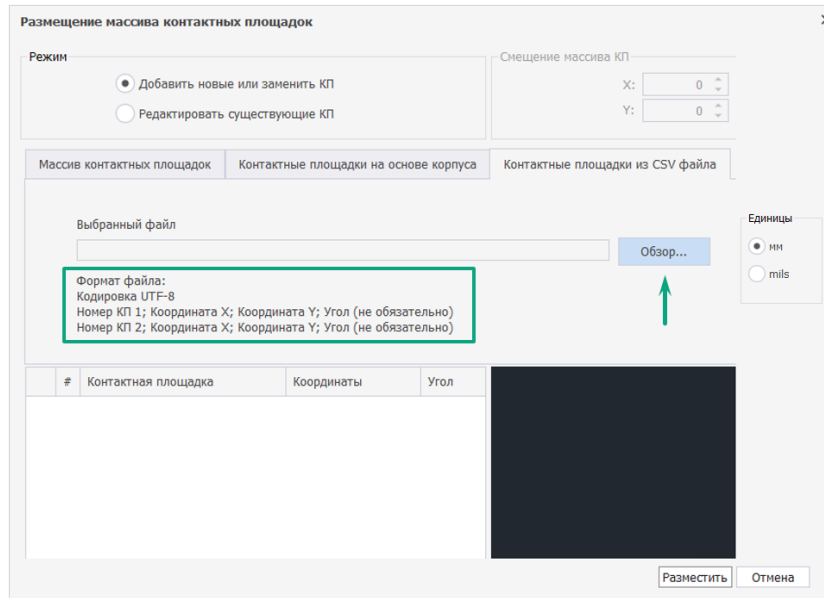 Размещение массива контактных площадок
Режим
Добавить новые или заменить КП
Редактировать существующие КП
Смещение массива КП
X: 0
Y: 0
Массив контактных площадок
Контактные площадки на основе корпуса
Контактные площадки из CSV файла
Выбранный файл
Обзор...
Формат файла:
Кодировка UTF-8
Номер КП 1; Координата X; Координата Y; Угол (не обязательно)
Номер КП 2; Координата X; Координата Y; Угол (не обязательно)
Единицы
мм
mils
# Контактная площадка Координаты Угол
Разместить Отмена